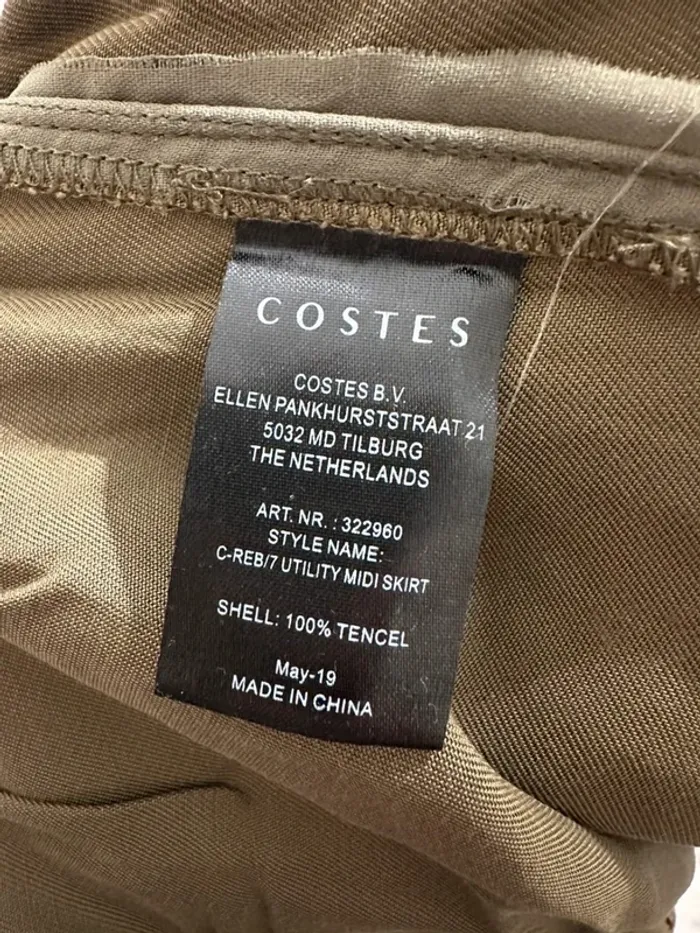 COSTES
COSTES B.V.
ELLEN PANKHURSTSTRAAT 21
5032 MD TILBURG
THE NETHERLANDS
ART. NR. : 322960
STYLE NAME:
C-REB/7 UTILITY MIDI SKIRT
SHELL: 100% TENCEL
May-19
MADE IN CHINA